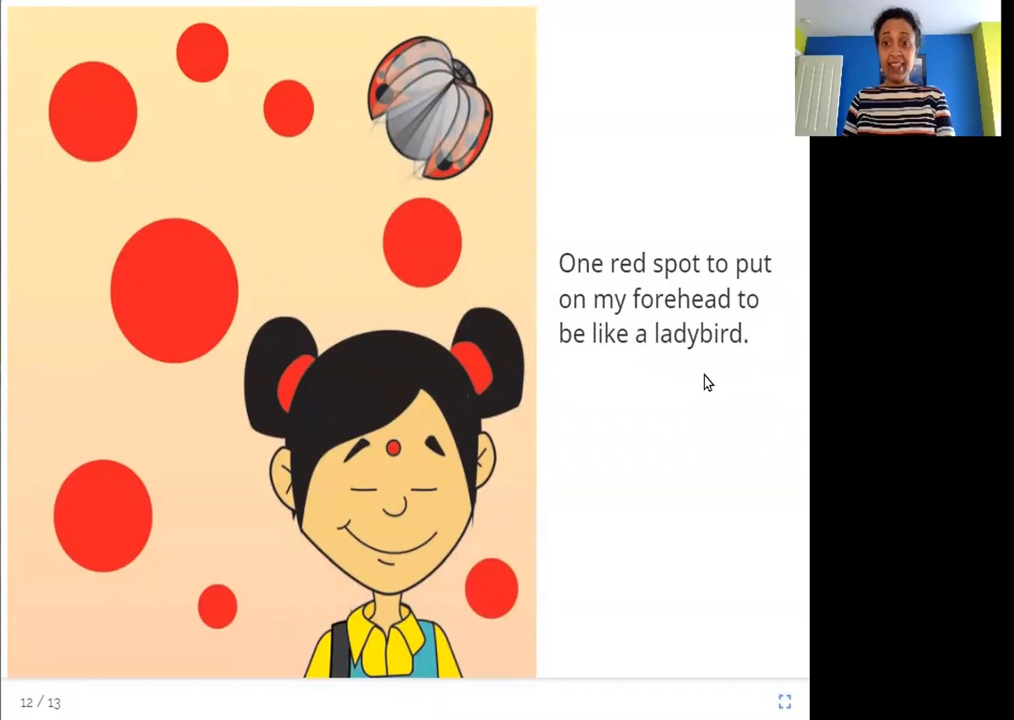 One red spot to put
on my forehead to
be like a ladybird.
12 / 13